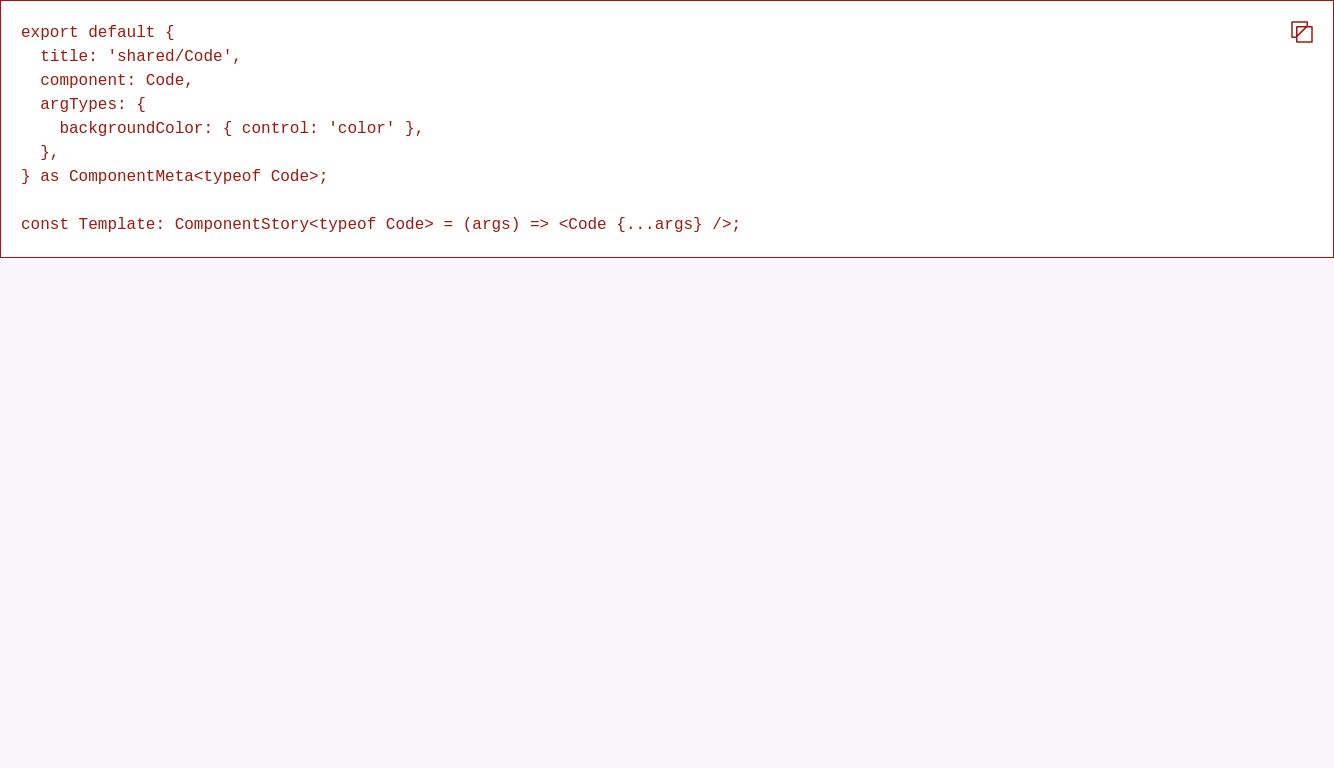 export default {
  title: 'shared/Code',
  component: Code,
  argTypes: {
    backgroundColor: { control: 'color' },
  },
} as ComponentMeta<typeof Code>;

const Template: ComponentStory<typeof Code> = (args) => <Code {...args} />;